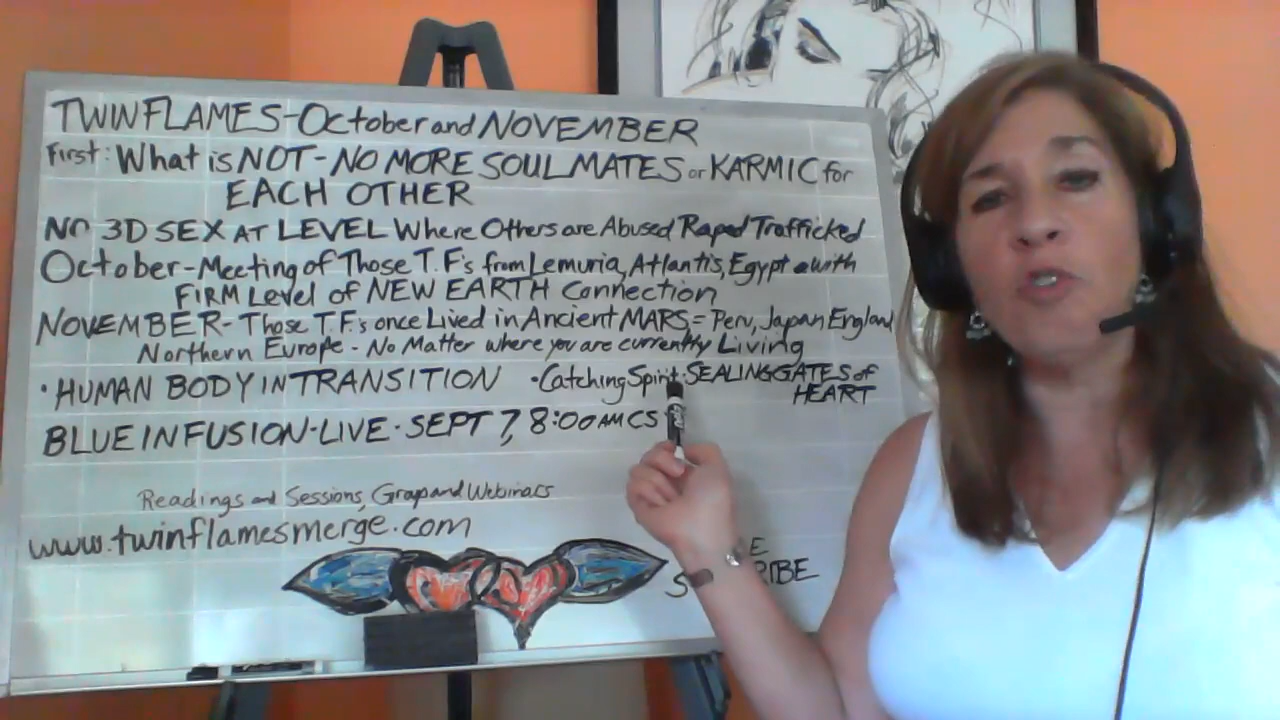 TWIN FLAMES-October and NOVEMBER
First: What is NOT - NO MORE SOUL MATES or KARMIC for
EACH OTHER
NO 3D SEX AT LEVEL Where Others are Abused Raped Trafficked
October-Meeting of Those T.F.'s from Lemuria, Atlantis, Egypt with
FIRM Level of NEW EARTH Connection
NOVEMBER- Those T.F.'s once Lived in Ancient MARS = Peru, Japan England
Northern Europe - No Matter where you are currently Living
• HUMAN BODY IN TRANSITION • Catching Spirit • SEALING GATES of
HEART
BLUE INFUSION • LIVE • SEPT 7, 8:00 AM CS
Readings and Sessions, Group and Webinars
www.twinflamesmerge.com